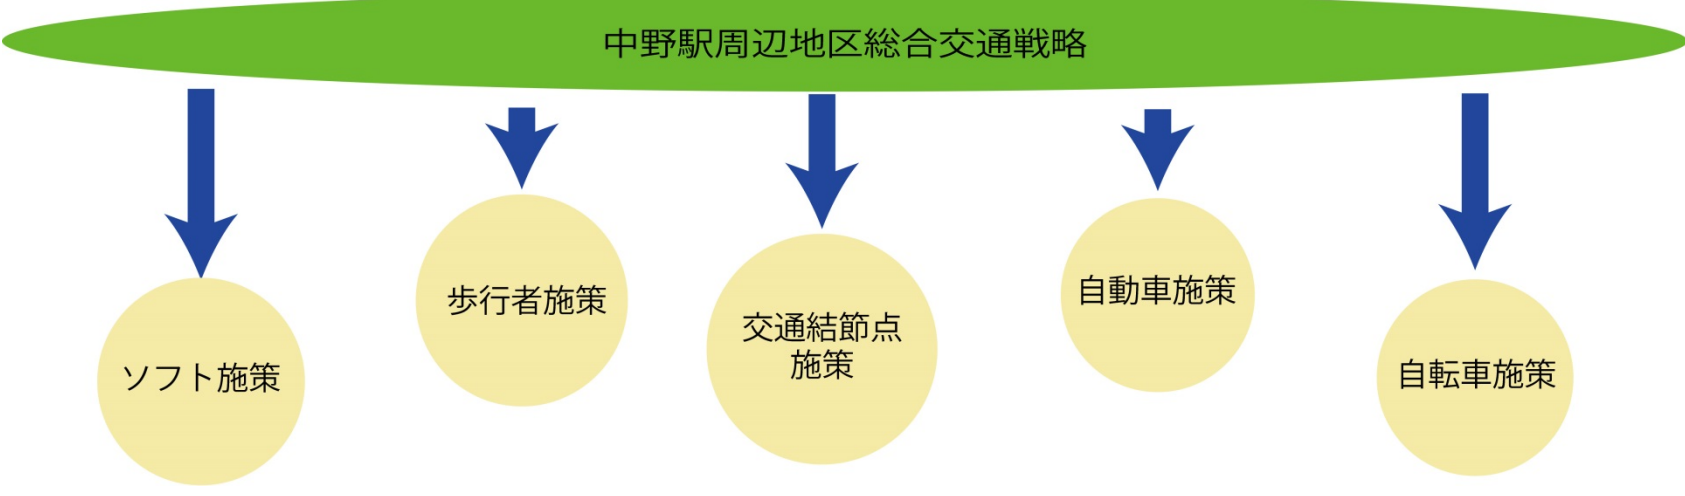 中野駅周辺地区総合交通戦略
ソフト施策
歩行者施策
交通結節点
施策
自動車施策
自転車施策